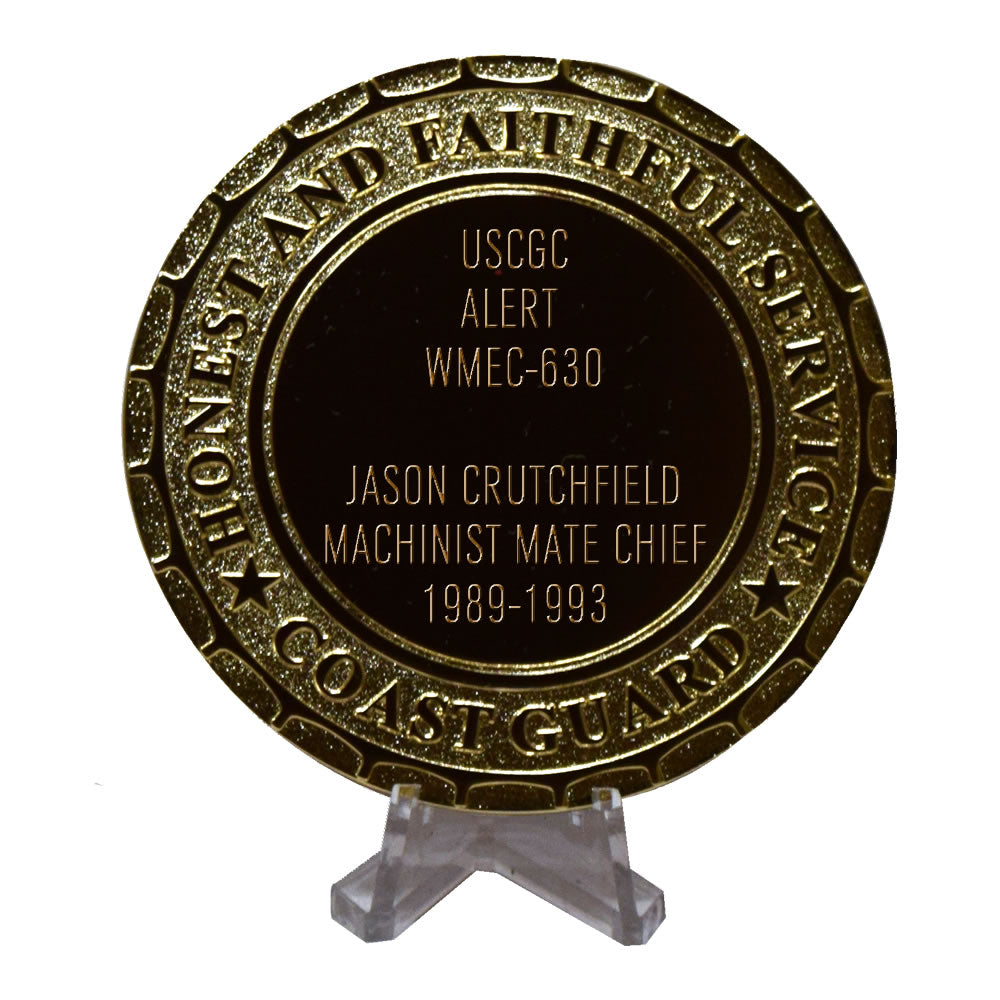 HONEST AND FAITHFUL SERVICE
USCGC
ALERT
WMEC-630
JASON CRUTCHFIELD
MACHINIST MATE CHIEF
1989-1993
COAST GUARD